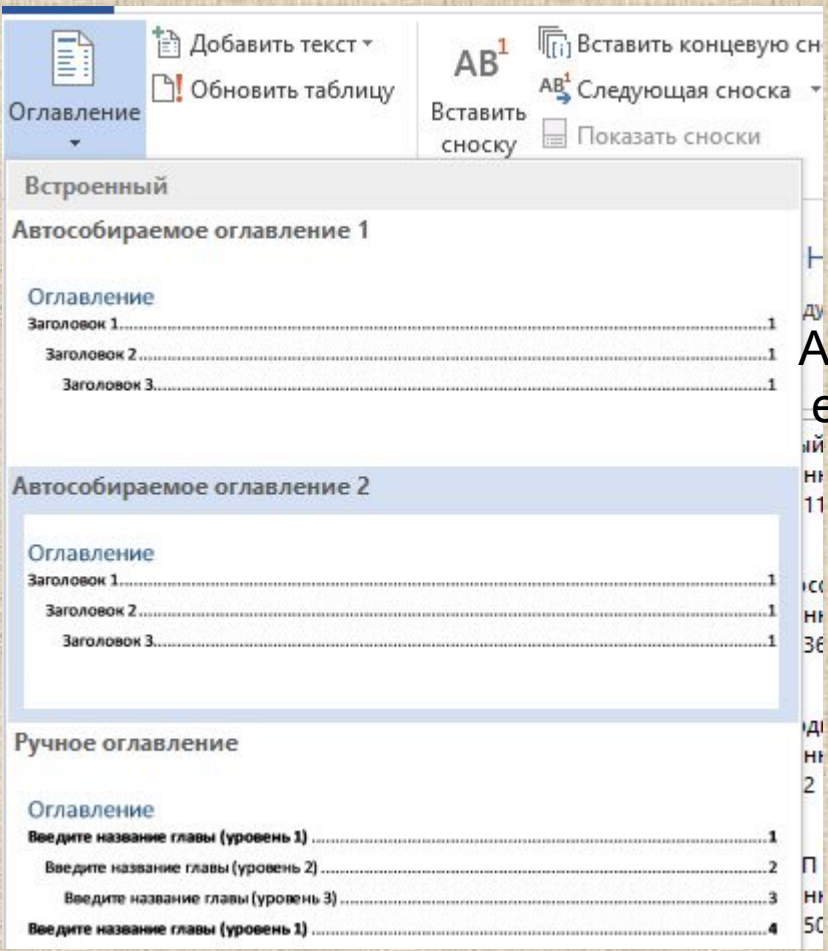 Добавить текст
Обновить таблицу
Оглавление
AB1
Вставить
сноску
Вставить концевую
AB1 Следующая сноска
Показать сноски
Встроенный
Автособираемое оглавление 1
Оглавление
Заголовок 1.....1
Заголовок 2.....1
Заголовок 3.....1
Автособираемое оглавление 2
Оглавление
Заголовок 1.....1
Заголовок 2.....1
Заголовок 3.....1
Ручное оглавление
Оглавление
Введите название главы (уровень 1).....1
Введите название главы (уровень 2).....2
Введите название главы (уровень 3).....3
Введите название главы (уровень 1).....4